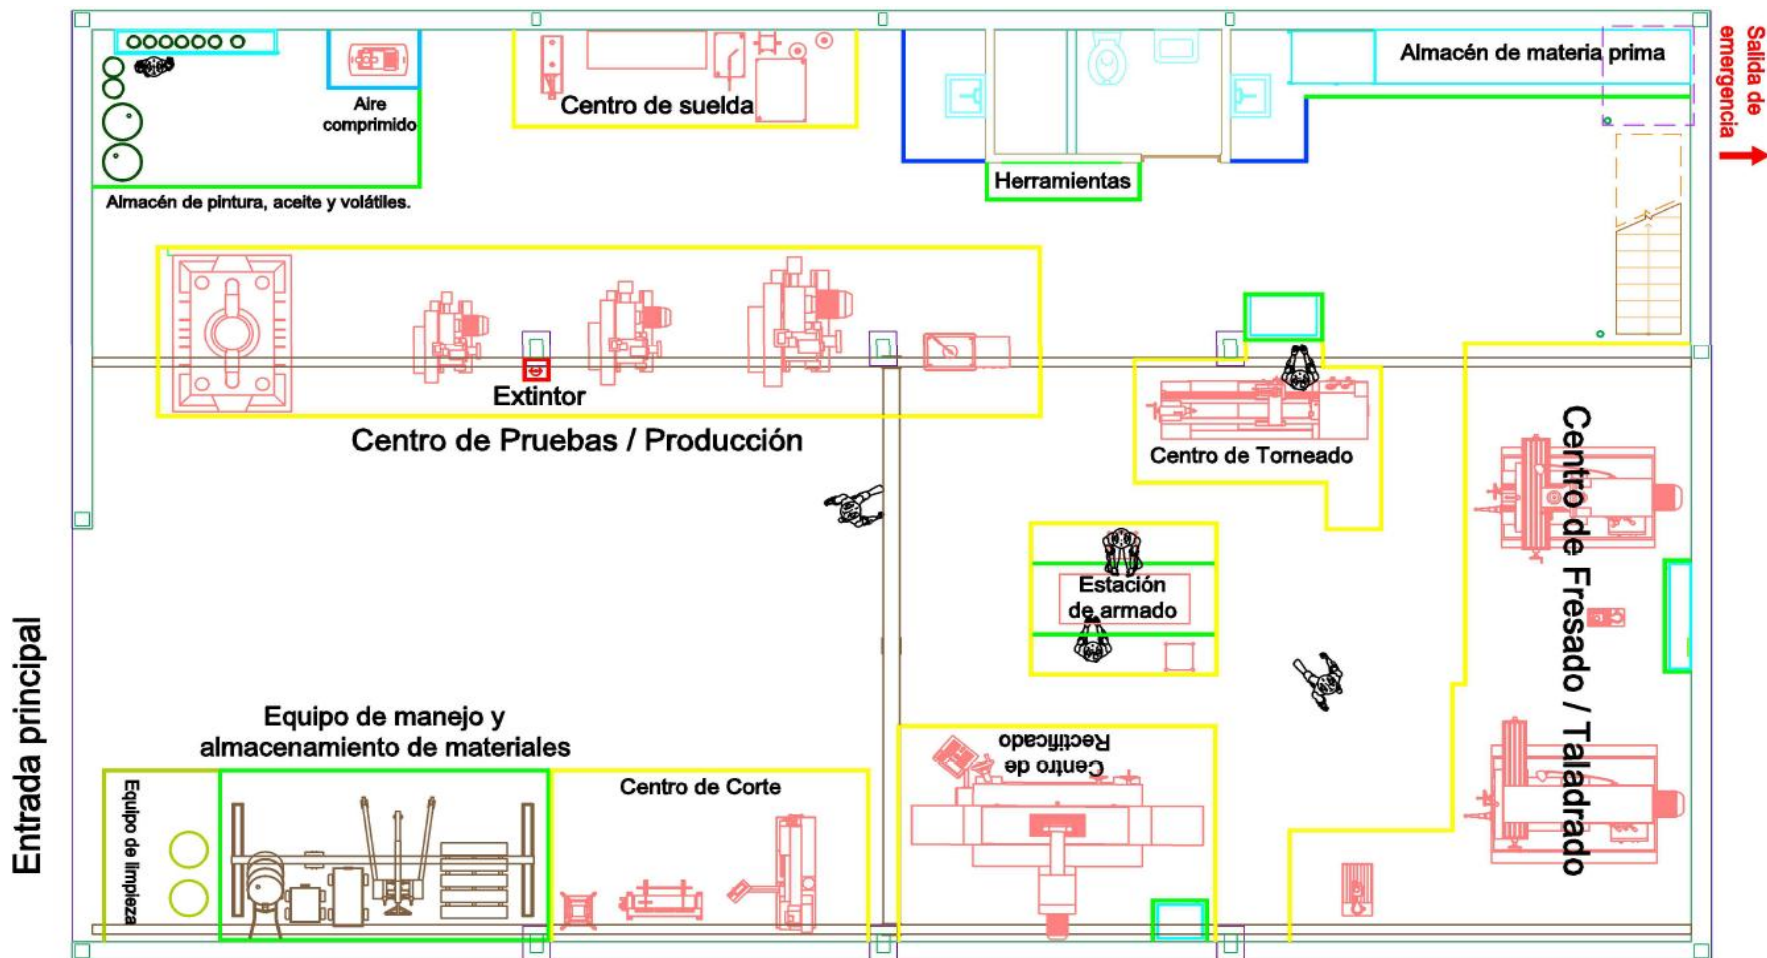 Almacén de materia prima
Salida de
emergencia
Aire
comprimido
Centro de suelda
Herramientas
Almacén de pintura, aceite y volátiles.
Extintor
Centro de Pruebas / Producción
Centro de Torneado
Centro de Fresado / Taladrado
Estación
de armado
Entrada principal
Equipo de manejo y
almacenamiento de materiales
Centro de
Rectificado
Equipo de limpieza
Centro de Corte